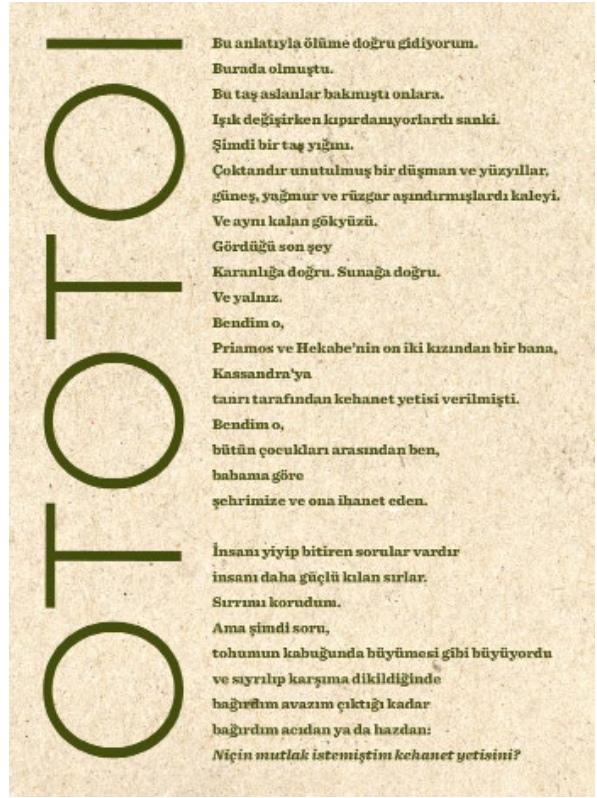 OTOTOTOI
Bu anlatıyla ölüme doğru gidiyorum.
Burada olmuştu.
Bu taş aslanlar bakmıştı onlara.
Işık değişirken kıpırdanıyorlardı sanki.
Şimdi bir taş yığını.
Çoktandır unutulmuş bir düşman ve yüzyıllar,
güneş, yağmur ve rüzgar aşındırmışlardı kaleyi.
Ve aynı kalan gökyüzü.
Gördüğü son şey
Karanlığa doğru. Sunağa doğru.
Ve yalnız.
Bendim o,
Priamos ve Hekabe'nin on iki kızından bir bana,
Kassandra'ya
tanrı tarafından kehanet yetisi verilmişti.
Bendim o,
bütün çocukları arasından ben,
babama göre
şehrimize ve ona ihanet eden.
İnsanı yiyip bitiren sorular vardır
insanı daha güçlü kılan sırlar.
Sırrımı korudum.
Ama şimdi soru,
tohumun kabuğunda büyümesi gibi büyüyordu
ve sıyrılıp karşıma dikildiğinde
bağırdım avazım çıktığı kadar
bağırdım acıdan ya da hazdan:
Niçin mutlak istemiştim kehanet yetisini?